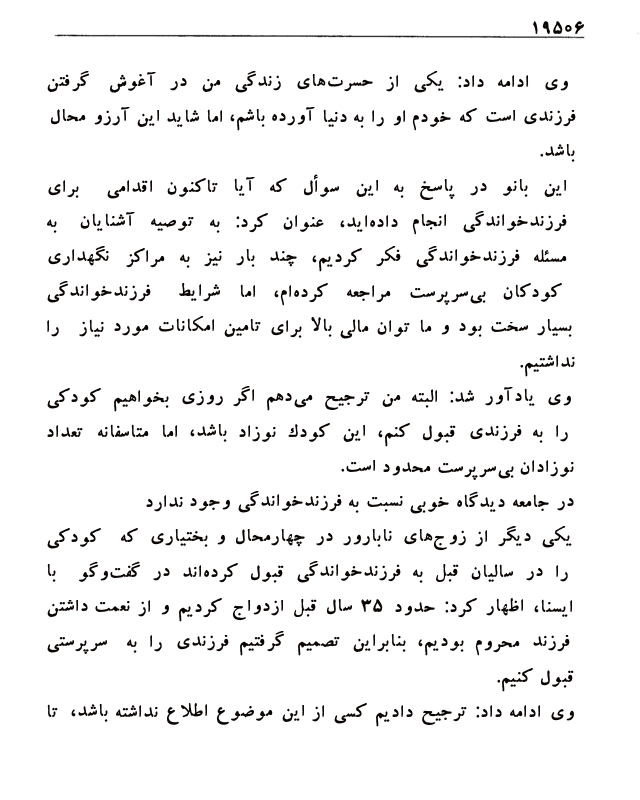 ۱۹۵۰۶
وی ادامه داد: یکی از حسرت‌های زندگی من در آغوش گرفتن
فرزندی است که خودم او را به دنیا آورده باشم، اما شاید این آرزو محال
باشد.
این بانو در پاسخ به این سوأل که آیا تاکنون اقدامی برای
فرزندخواندگی انجام داده‌اید، عنوان کرد: به توصیه آشنایان به
مسئله فرزندخواندگی فکر کردیم، چند بار نیز به مراکز نگهداری
کودکان بی‌سرپرست مراجعه کرده‌ام، اما شرایط فرزندخواندگی
بسیار سخت بود و ما توان مالی بالا برای تامین امکانات مورد نیاز را
نداشتیم.
وی یادآور شد: البته من ترجیح می‌دهم اگر روزی بخواهیم کودکی
را به فرزندی قبول کنم، این کودك نوزاد باشد، اما متاسفانه تعداد
نوزادان بی‌سرپرست محدود است.
در جامعه دیدگاه خوبی نسبت به فرزندخواندگی وجود ندارد
یکی دیگر از زوج‌های نابارور در چهارمحال و بختیاری که کودکی
را در سالیان قبل به فرزندخواندگی قبول کرده‌اند در گفت‌وگو با
ایسنا، اظهار کرد: حدود ۳۵ سال قبل ازدواج کردیم و از نعمت داشتن
فرزند محروم بودیم، بنابراین تصمیم گرفتیم فرزندی را به سرپرستی
قبول کنیم.
وی ادامه داد: ترجیح دادیم کسی از این موضوع اطلاع نداشته باشد، تا